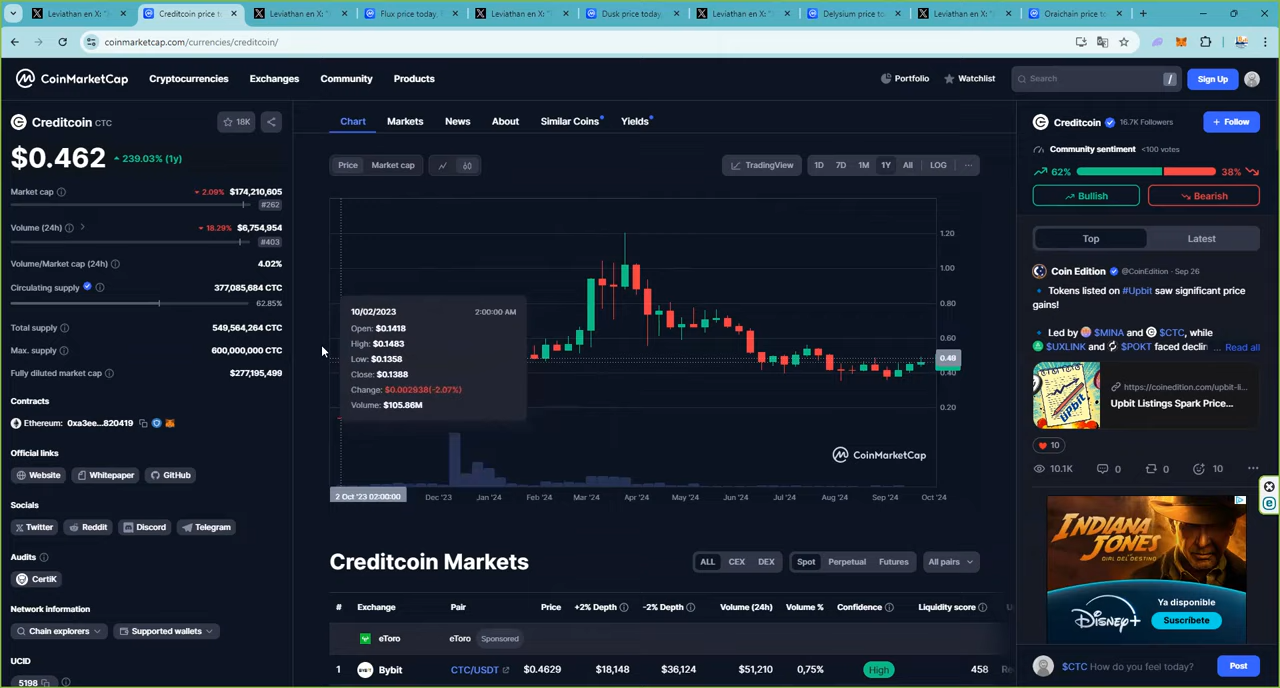 Leviathan en X: "
Creditcoin price to
Leviathan en X: "
Flux price today,
Leviathan en X: "
Dusk price today
Leviathan en X: "
Delysium price to
Leviathan en X: "
Oraichain price to
coinmarketcap.com/currencies/creditcoin/
CoinMarketCap
Cryptocurrencies
Exchanges
Community
Products
Portfolio
Watchlist
Search
/
Sign Up
Creditcoin CTC
18K
$0.462
239.03% (1y)
Market cap
2.09% $174,210,605
#262
Volume (24h)
18.29% $6,754,954
#403
Volume/Market cap (24h)
4.02%
Circulating supply
377,085,684 CTC
62.85%
Total supply
549,564,264 CTC
Max. supply
600,000,000 CTC
Fully diluted market cap
$277,195,499
Contracts
Ethereum: 0xa3ee...820419
Official links
Website
Whitepaper
GitHub
Socials
Twitter
Reddit
Discord
Telegram
Audits
CertiK
Network information
Chain explorers
Supported wallets
UCID
5198
Chart
Markets
News
About
Similar Coins
Yields
Price
Market cap
TradingView
1D
7D
1M
1Y
All
LOG
1.20
1.00
0.80
0.60
0.48
0.40
0.20
10/02/2023
2:00:00 AM
Open: $0.1418
High: $0.1483
Low: $0.1358
Close: $0.1388
Change: $0.002938(-2.07%)
Volume: $105.86M
CoinMarketCap
2 Oct '23 02:00:00
Dec '23
Jan '24
Feb '24
Mar '24
Apr '24
May '24
Jun '24
Jul '24
Aug '24
Sep '24
Oct '24
Creditcoin Markets
ALL
CEX
DEX
Spot
Perpetual
Futures
All pairs
#
Exchange
Pair
Price
+2% Depth
-2% Depth
Volume (24h)
Volume %
Confidence
Liquidity score
eToro
eToro
Sponsored
1
Bybit
CTC/USDT
$0.4629
$18,148
$36,124
$51,210
0,75%
High
458
Re
Creditcoin
16.7K Followers
+ Follow
Community sentiment
<100 votes
62%
38%
Bullish
Bearish
Top
Latest
Coin Edition @CoinEdition · Sep 26
Tokens listed on #Upbit saw significant price
gains!
Led by $MINA and $CTC, while
$UXLINK and $POKT faced declin ... Read all
https://coinedition.com/upbit-li...
Upbit Listings Spark Price...
10
10.1K
0
0
10
INDIANA
JONES
Y EL DIAL DEL DESTINO
Disney+
Ya disponible
Suscríbete
$CTC How do you feel today?
Post